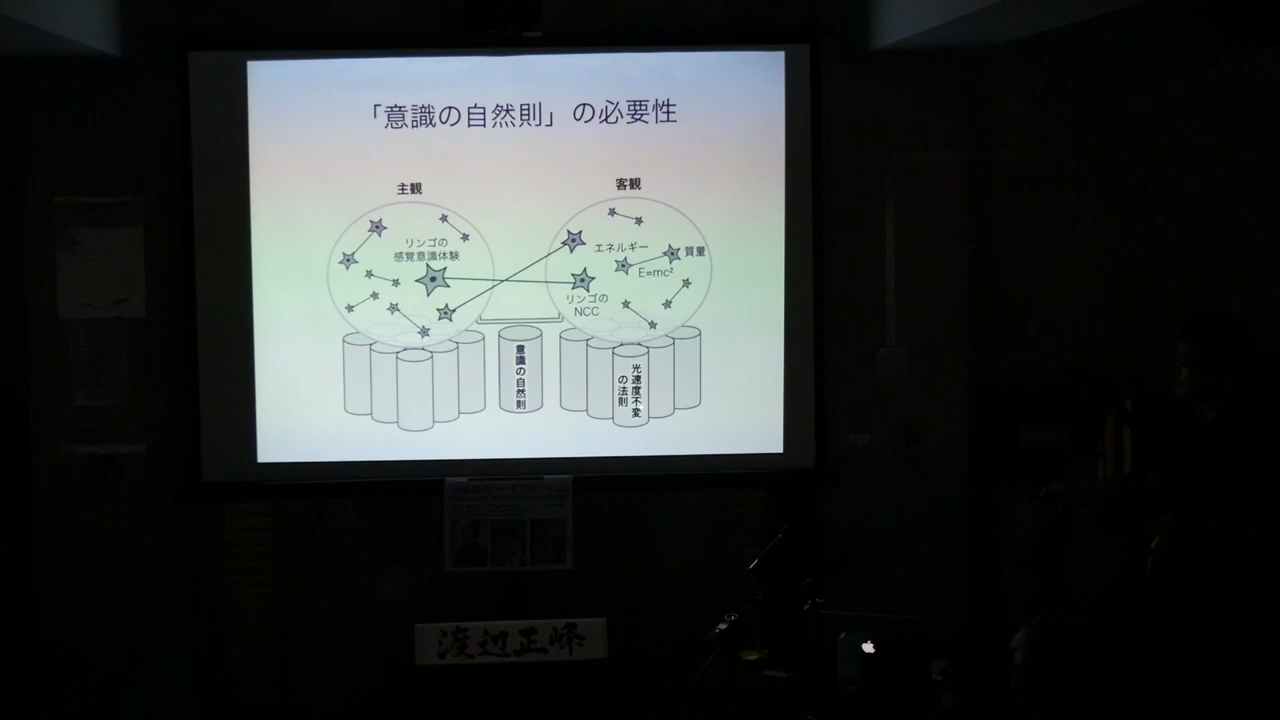 「意識の自然則」の必要性
主観
客観
リンゴの
感覚意識体験
エネルギー
質量
E=mc²
リンゴの
NCC
意識の自然則
光速度不変
の法則
渡辺正峰